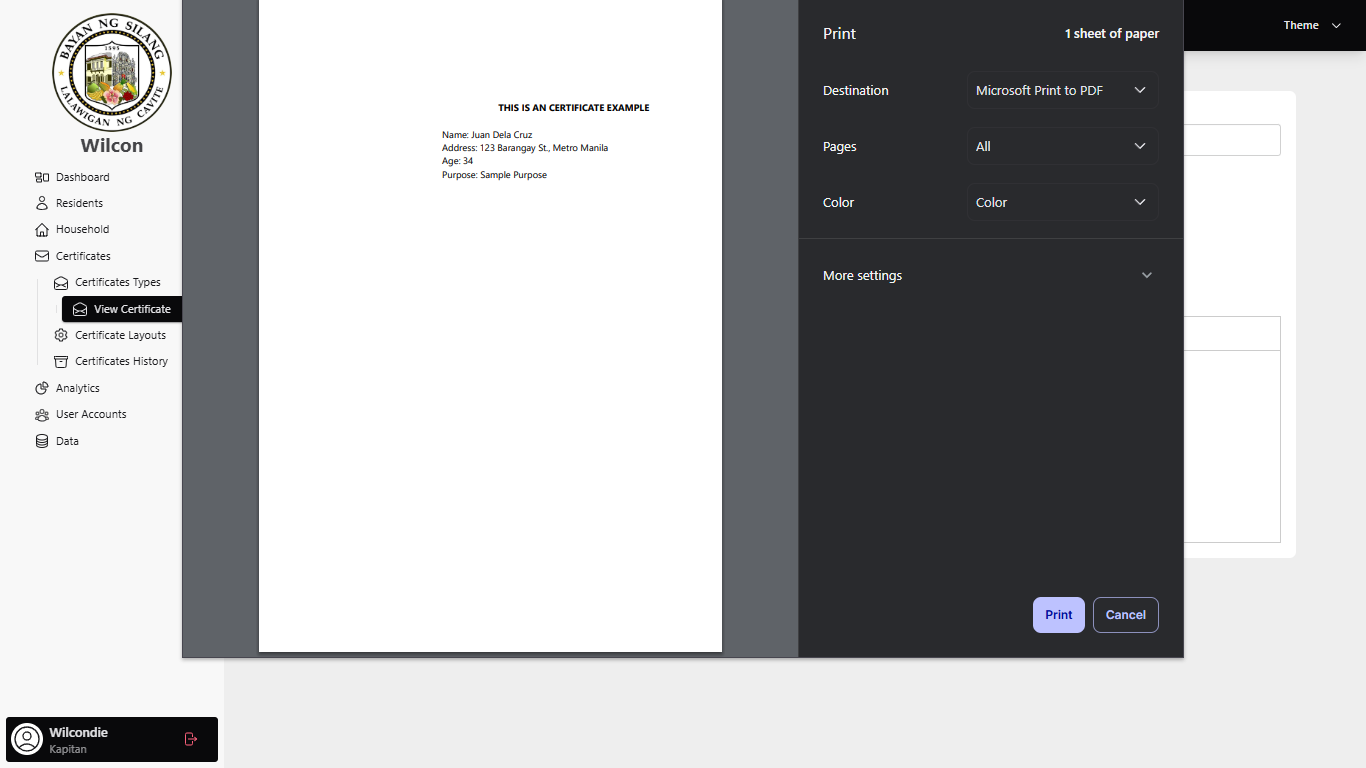 BAYAN NG SILANG
1595
LALAWIGAN NG CAVITE
Wilcon
Dashboard
Residents
Household
Certificates
Certificates Types
View Certificate
Certificate Layouts
Certificates History
Analytics
User Accounts
Data
Wilcondie
Kapitan
THIS IS AN CERTIFICATE EXAMPLE
Name: Juan Dela Cruz
Address: 123 Barangay St., Metro Manila
Age: 34
Purpose: Sample Purpose
Print
1 sheet of paper
Destination
Microsoft Print to PDF
Pages
All
Color
Color
More settings
Print
Cancel
Theme